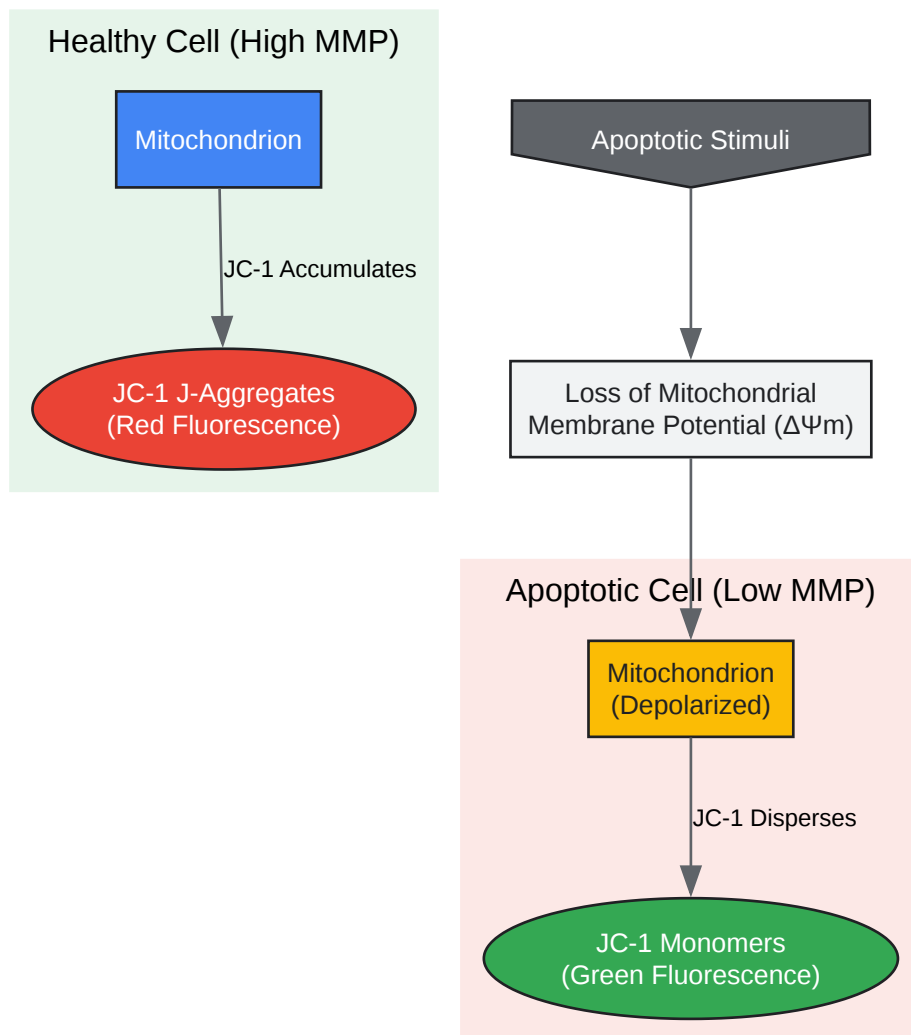 Healthy Cell (High MMP)
Mitochondrion
JC-1 Accumulates
JC-1 J-Aggregates
(Red Fluorescence)
Apoptotic Stimuli
Loss of Mitochondrial
Membrane Potential (ΔΨm)
Apoptotic Cell (Low MMP)
Mitochondrion
(Depolarized)
JC-1 Disperses
JC-1 Monomers
(Green Fluorescence)